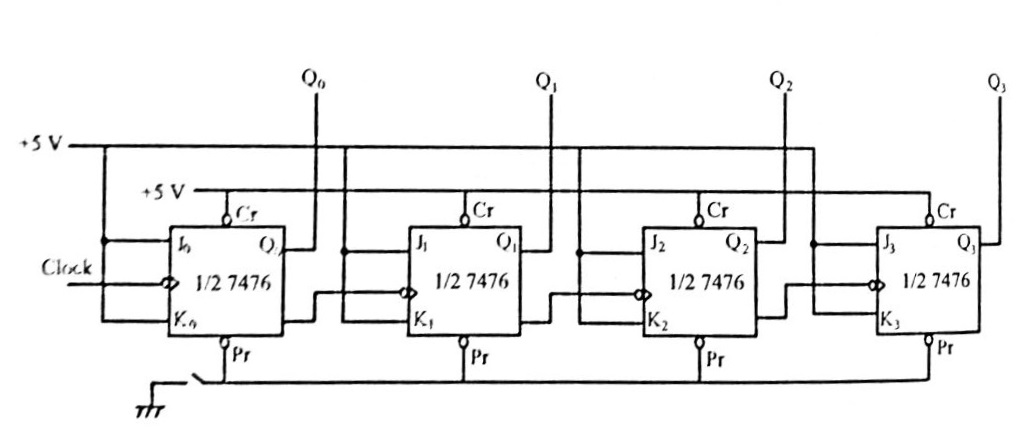 Q₀ Q₁ Q₂ Q₃
+5 V
+5 V
Cr Cr Cr Cr
J₀ Q J₁ Q₁ J₂ Q₂ J₃ Q₃
Clock 1/2 7476 1/2 7476 1/2 7476 1/2 7476
K₀ K₁ K₂ K₃
Pr Pr Pr Pr